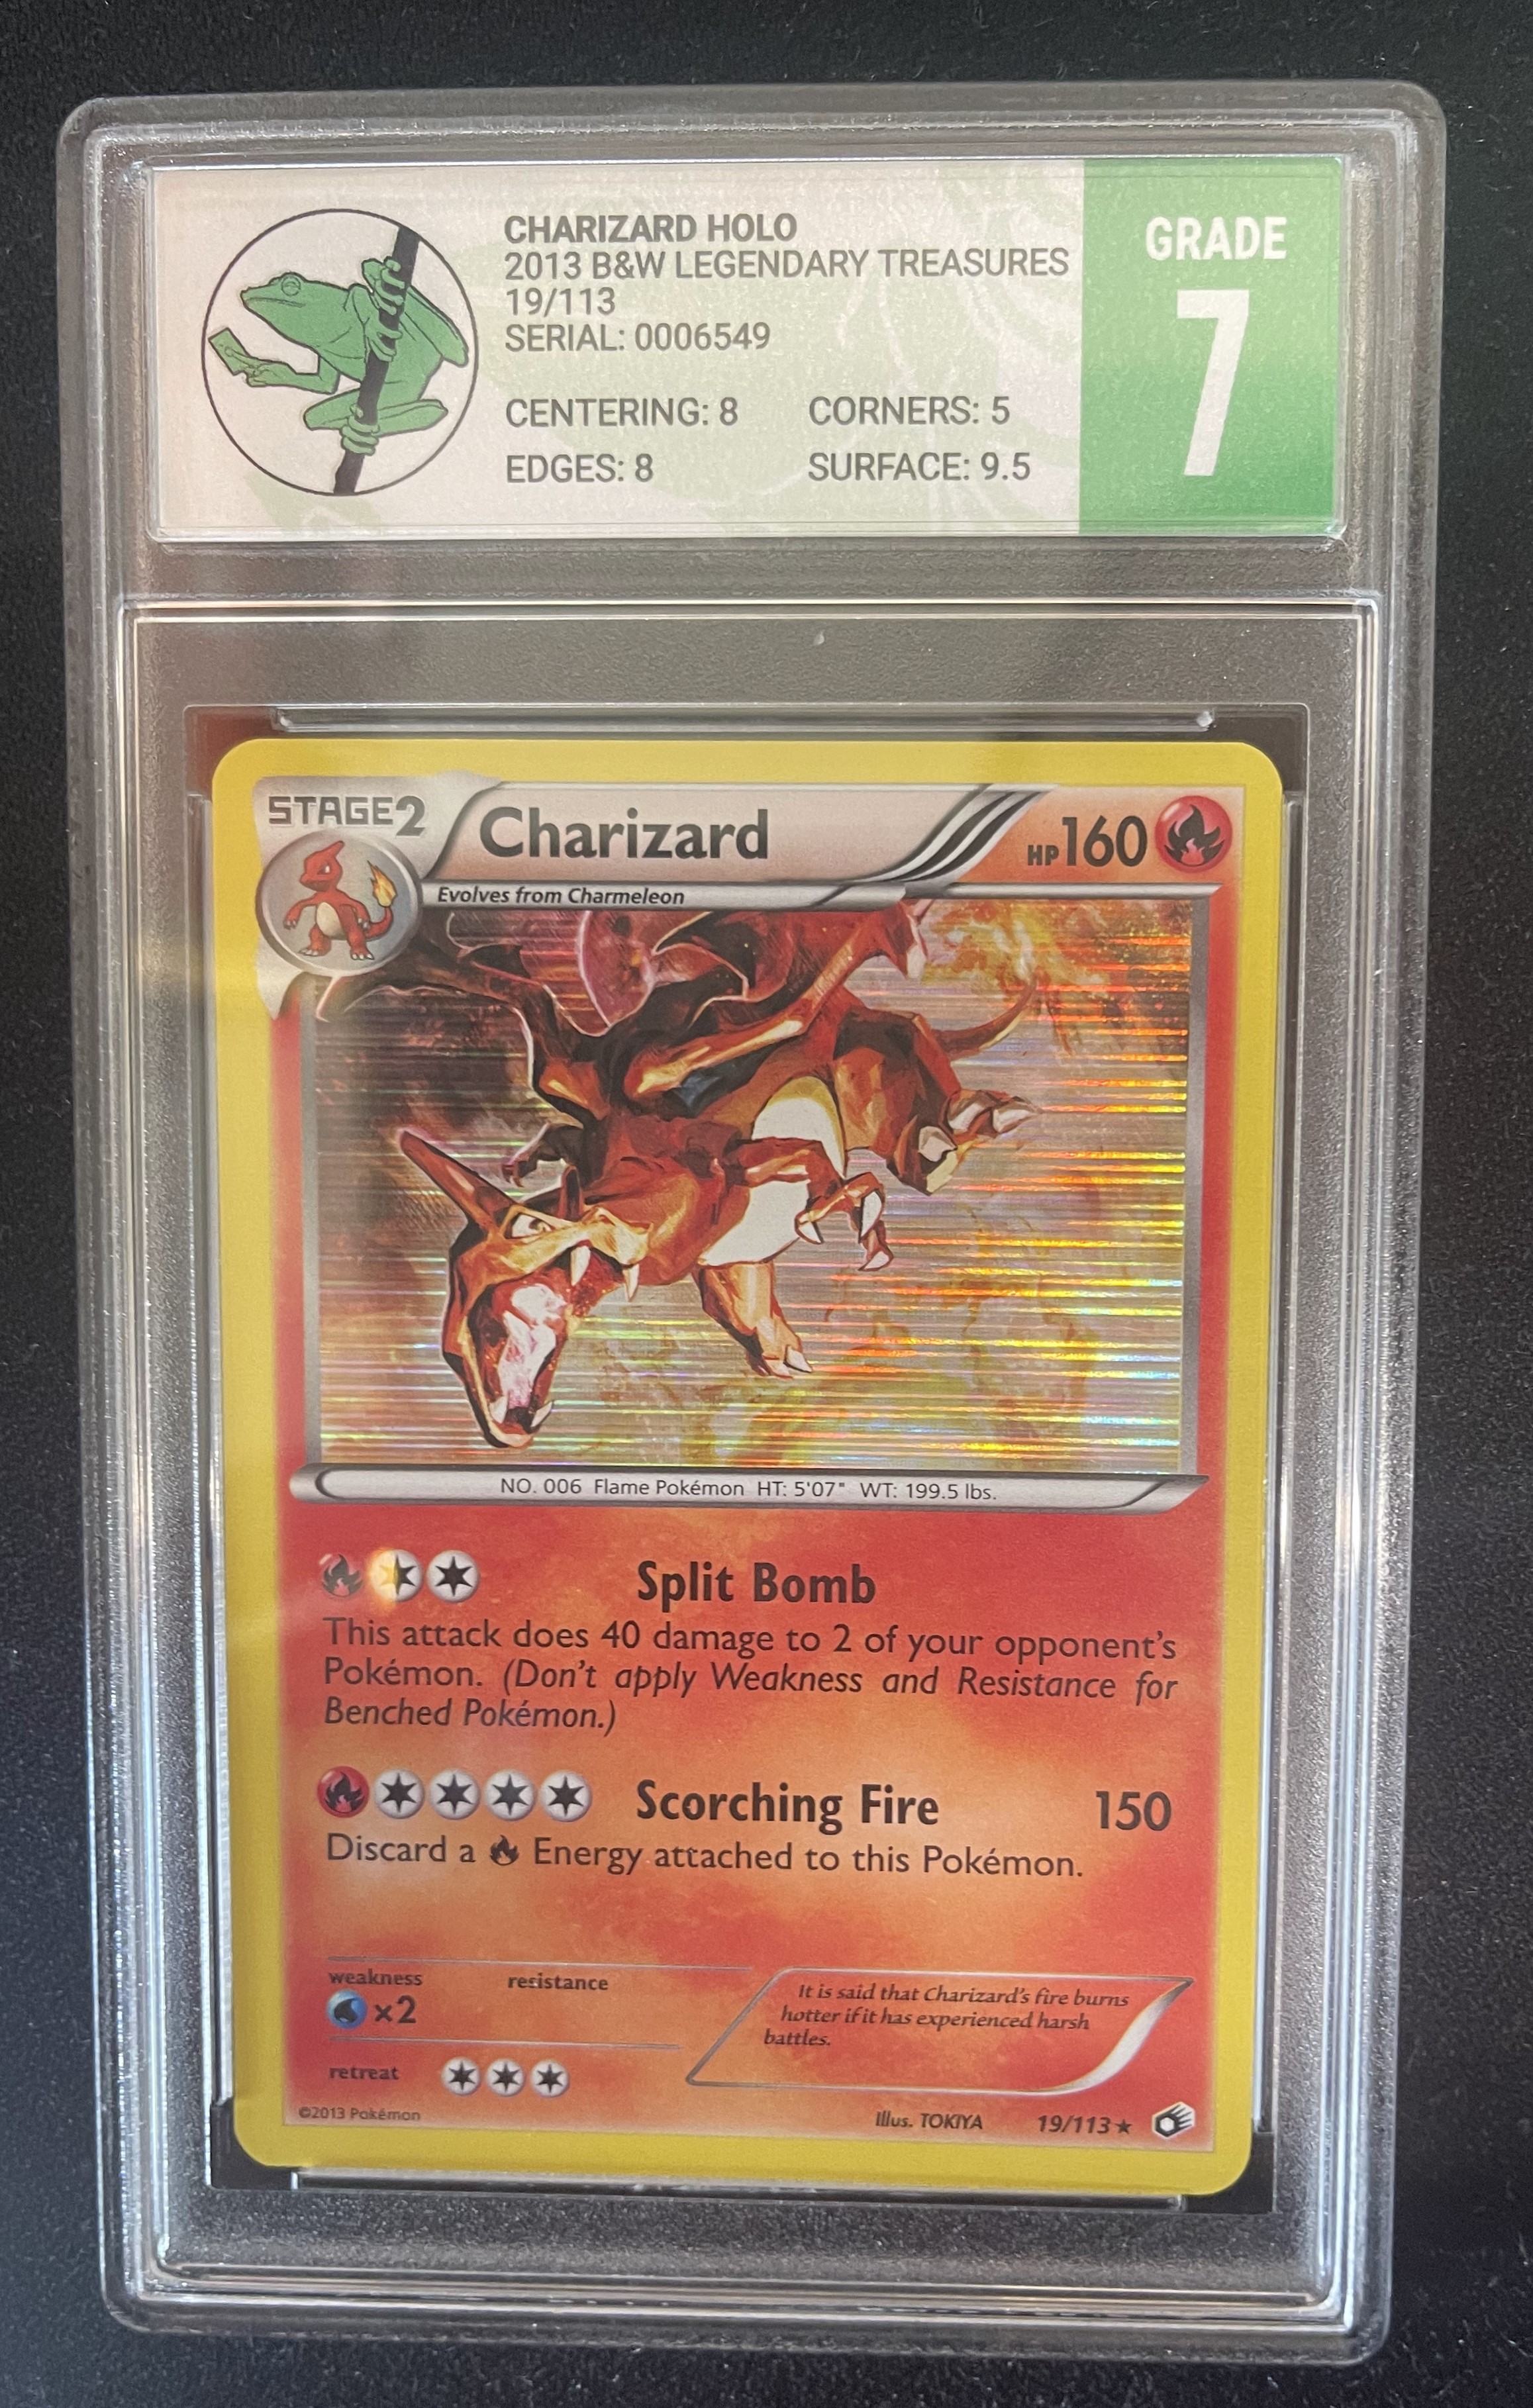 CHARIZARD HOLO
2013 B&W LEGENDARY TREASURES
19/113
SERIAL: 0006549
CENTERING: 8 CORNERS: 5
EDGES: 8 SURFACE: 9.5
GRADE
7
STAGE2 Charizard HP160
Evolves from Charmeleon
NO. 006 Flame Pokémon HT: 5'07" WT: 199.5 lbs.
Split Bomb
This attack does 40 damage to 2 of your opponent's
Pokémon. (Don't apply Weakness and Resistance for
Benched Pokémon.)
Scorching Fire 150
Discard a Energy attached to this Pokémon.
weakness resistance
×2
retreat
It is said that Charizard's fire burns
hotter if it has experienced harsh
battles.
©2013 Pokémon Illus. TOKIYA 19/113 ★